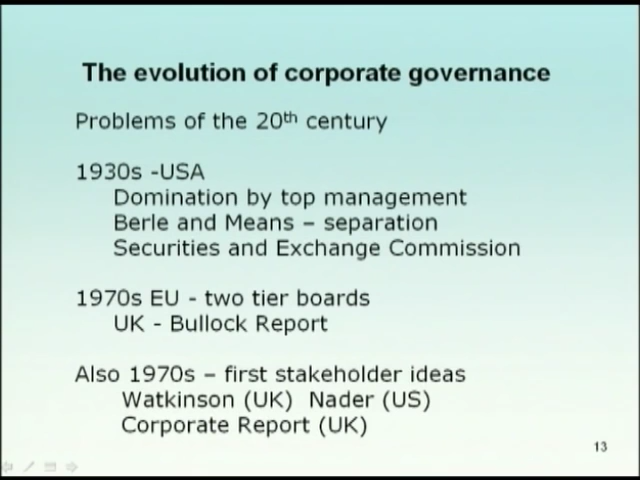 The evolution of corporate governance
Problems of the 20th century
1930s -USA
Domination by top management
Berle and Means – separation
Securities and Exchange Commission
1970s EU - two tier boards
UK - Bullock Report
Also 1970s – first stakeholder ideas
Watkinson (UK)  Nader (US)
Corporate Report (UK)
13